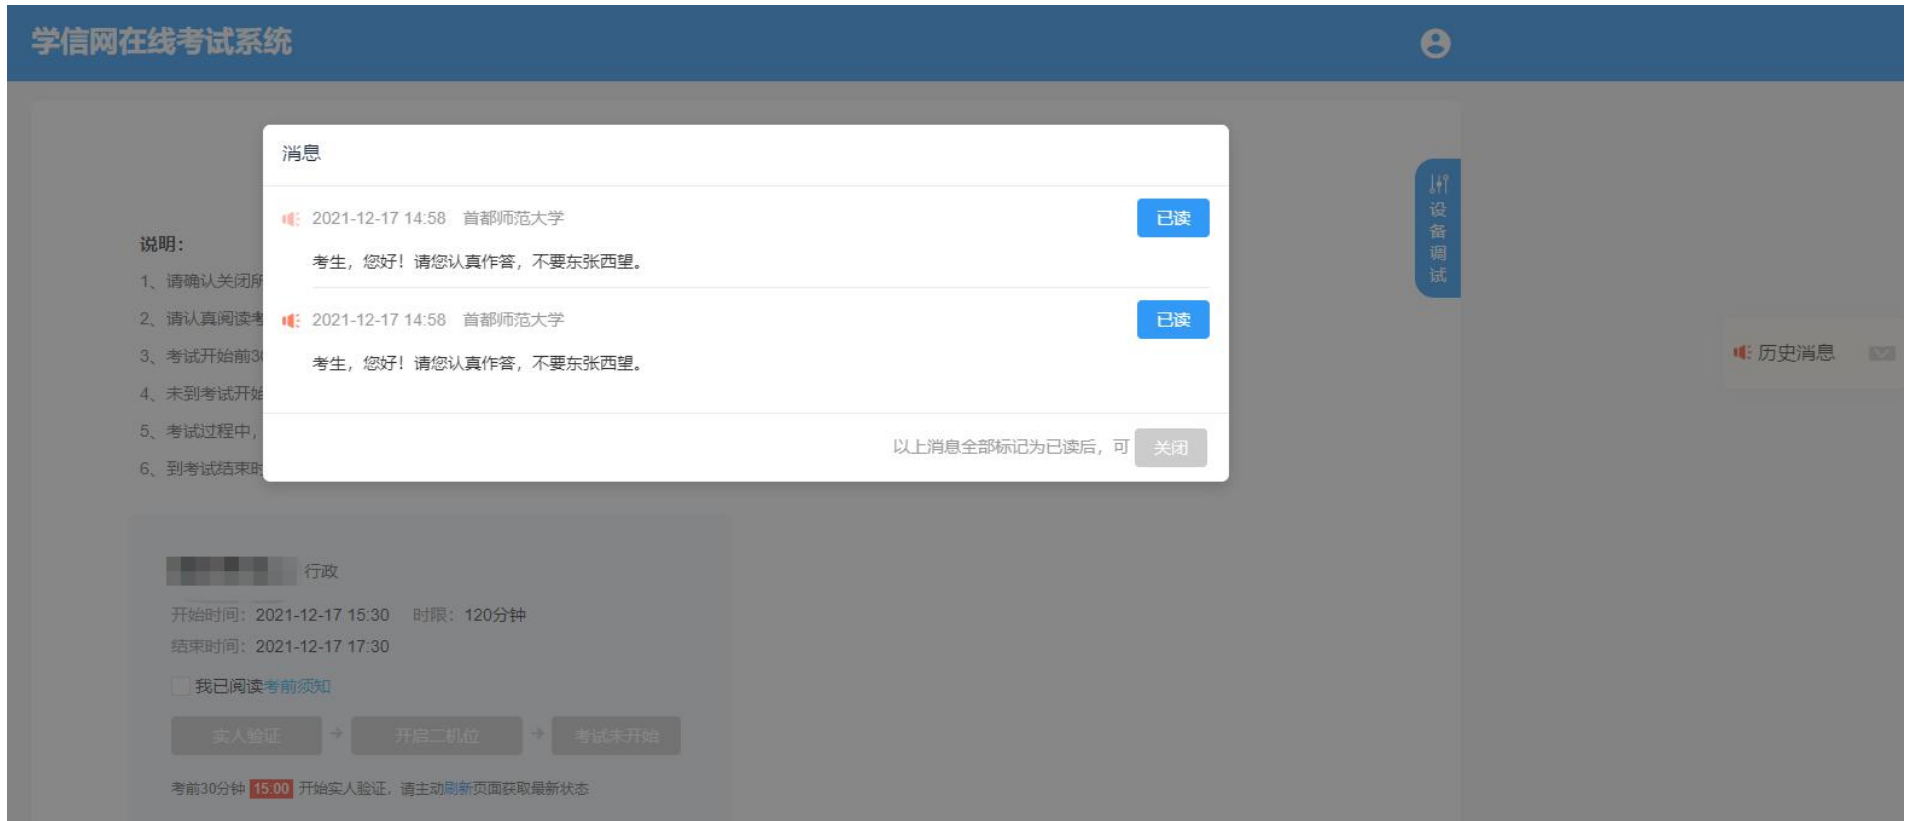 学信网在线考试系统
消息
2021-12-17 14:58 首都师范大学
已读
考生，您好！请您认真作答，不要东张西望。
2021-12-17 14:58 首都师范大学
已读
考生，您好！请您认真作答，不要东张西望。
以上消息全部标记为已读后，可 关闭
设备调试
历史消息
说明：
1、请确认关闭所
2、请认真阅读考
3、考试开始前30
4、未到考试开始
5、考试过程中，
6、到考试结束时
行政
开始时间：2021-12-17 15:30 时限：120分钟
结束时间：2021-12-17 17:30
我已阅读考前须知
实人验证 → 开启二机位 → 考试未开始
考前30分钟 15:00 开始实人验证，请主动刷新页面获取最新状态